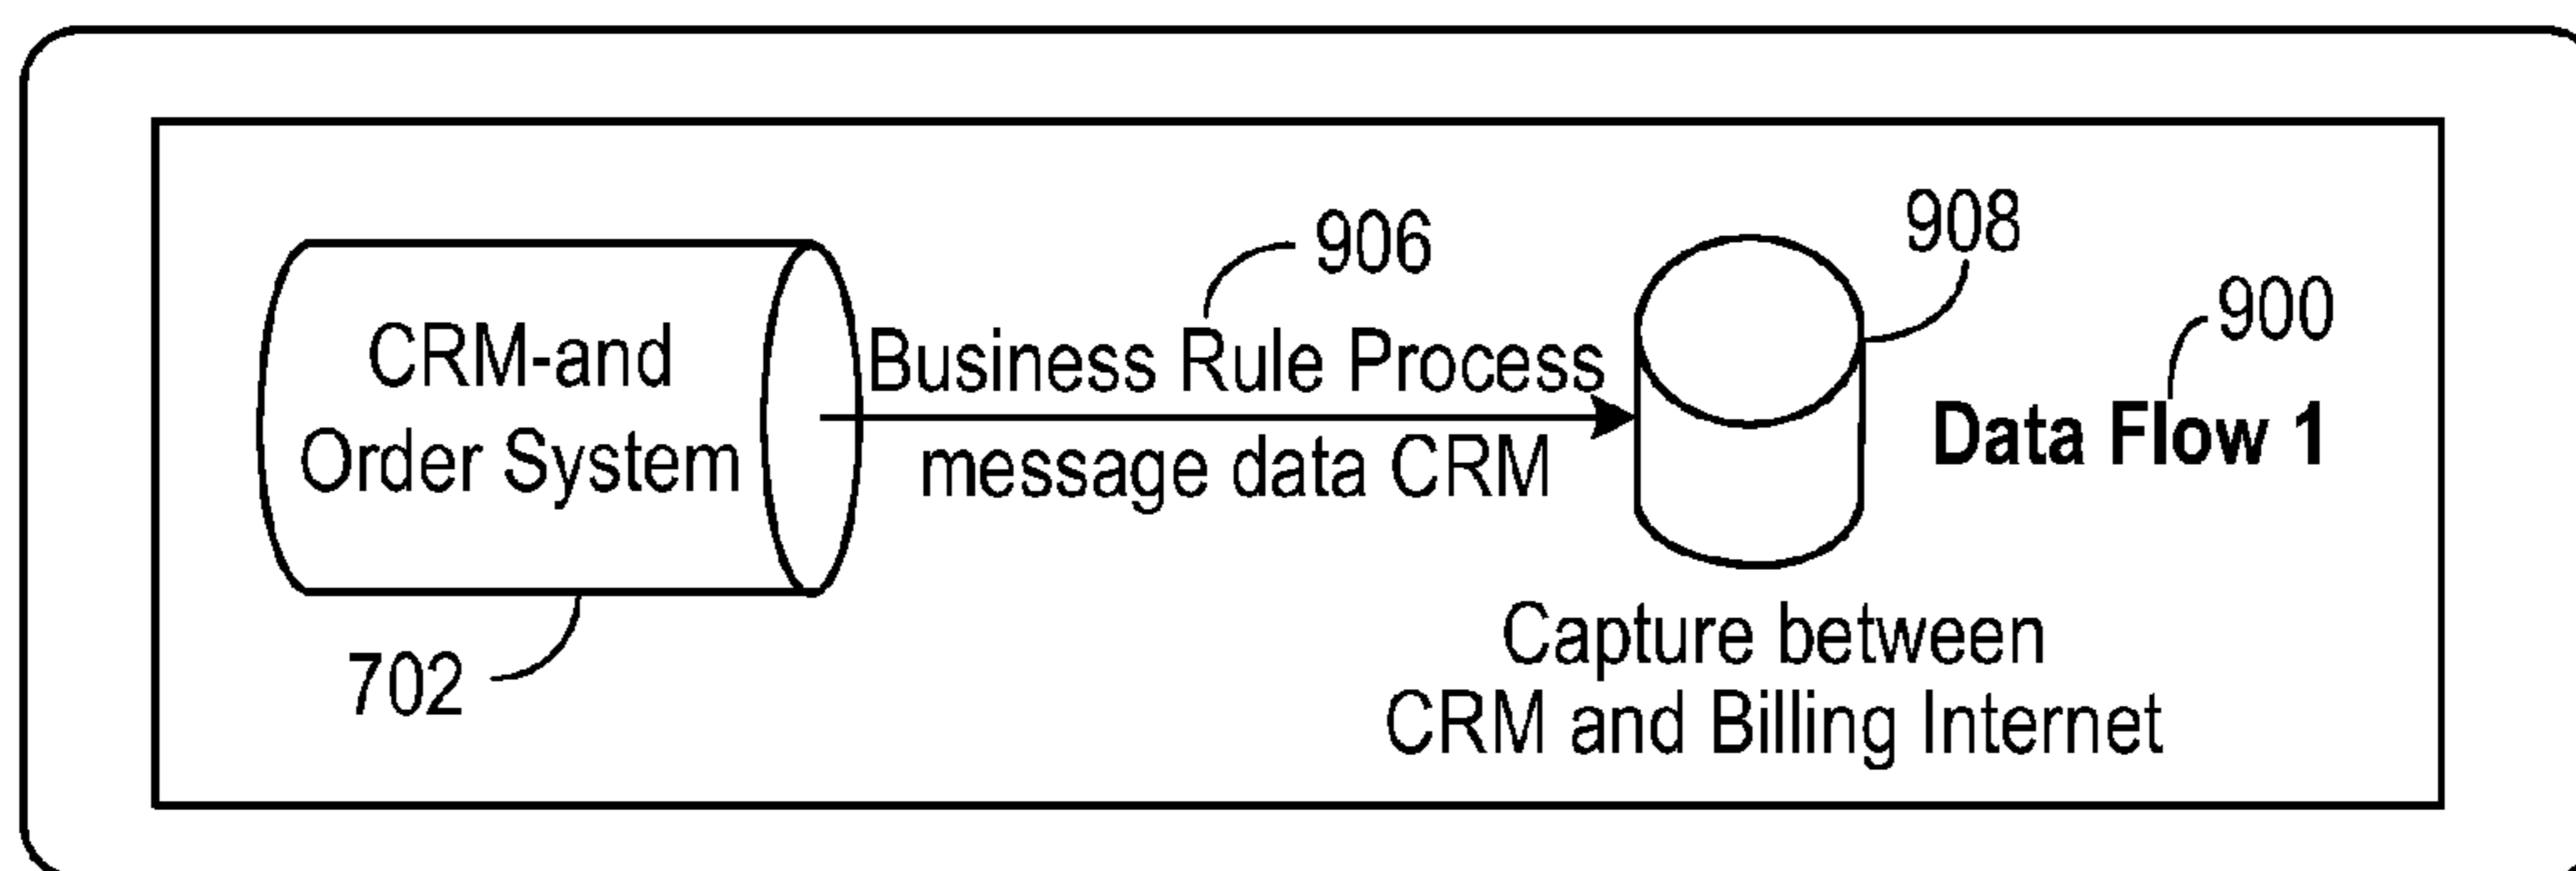 CRM-and
Order System
702
906
Business Rule Process
message data CRM
908
900
Data Flow 1
Capture between
CRM and Billing Internet